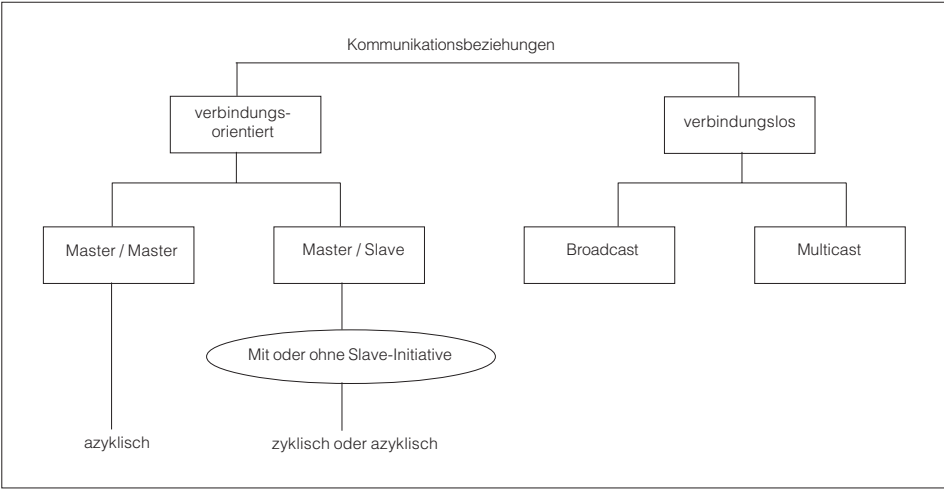 Kommunikationsbeziehungen
verbindungs-
orientiert
verbindungslos
Master / Master
Master / Slave
Broadcast
Multicast
Mit oder ohne Slave-Initiative
azyklisch
zyklisch oder azyklisch